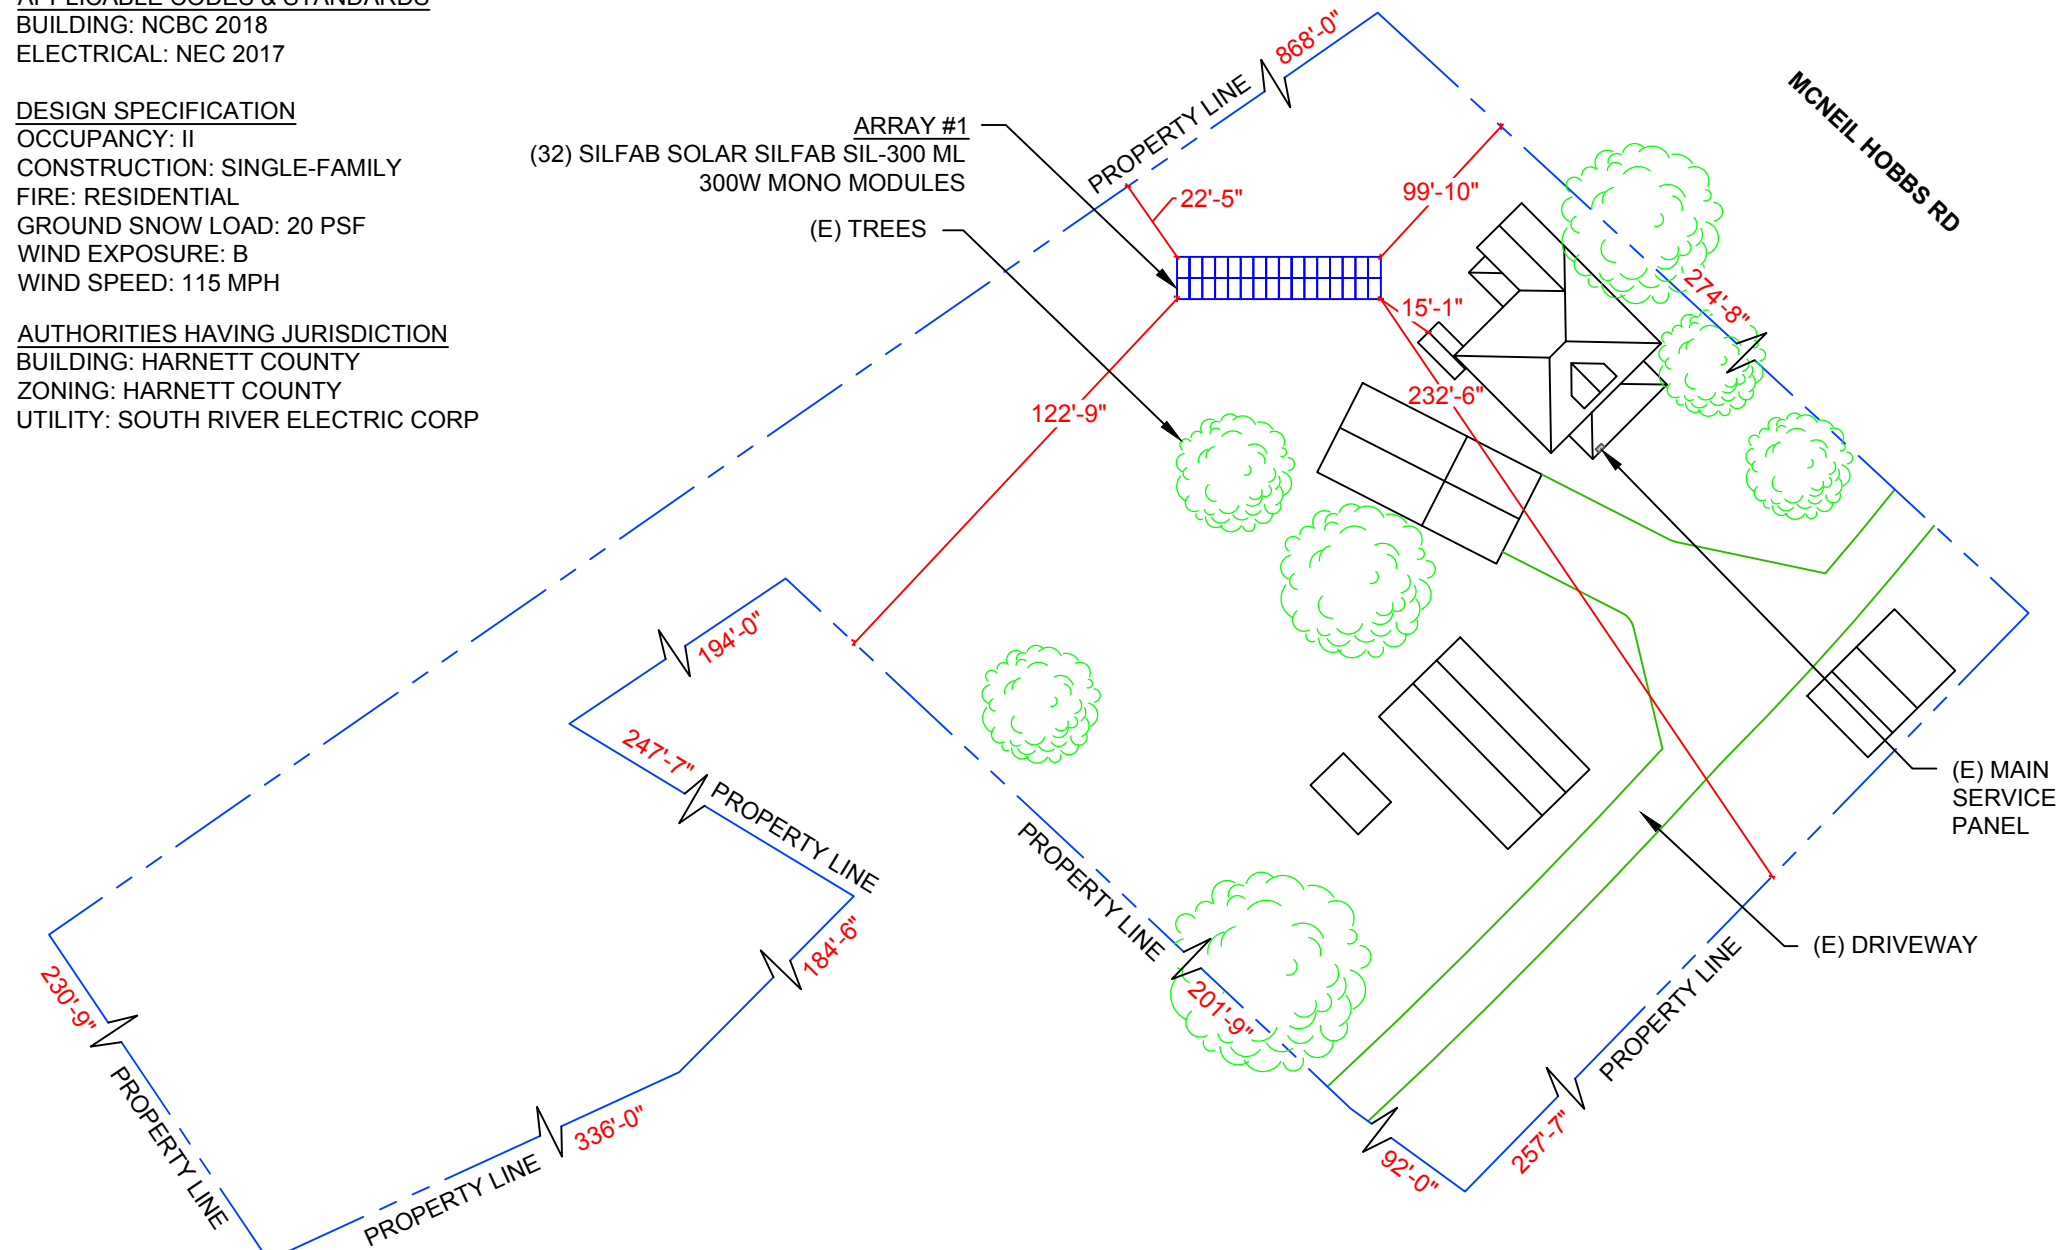 APPLICABLE CODES & STANDARDS
BUILDING: NCBC 2018
ELECTRICAL: NEC 2017
DESIGN SPECIFICATION
OCCUPANCY: II
CONSTRUCTION: SINGLE-FAMILY
FIRE: RESIDENTIAL
GROUND SNOW LOAD: 20 PSF
WIND EXPOSURE: B
WIND SPEED: 115 MPH
AUTHORITIES HAVING JURISDICTION
BUILDING: HARNETT COUNTY
ZONING: HARNETT COUNTY
UTILITY: SOUTH RIVER ELECTRIC CORP
ARRAY #1
(32) SILFAB SOLAR SILFAB SIL-300 ML
300W MONO MODULES
(E) TREES
PROPERTY LINE
868'-0"
MCNEIL HOBBS RD
22'-5"
99'-10"
274'-8"
15'-1"
232'-6"
122'-9"
194'-0"
247'-7"
PROPERTY LINE
184'-6"
230'-9"
PROPERTY LINE
336'-0"
PROPERTY LINE
PROPERTY LINE
201'-9"
92'-0"
257'-7"
PROPERTY LINE
(E) MAIN
SERVICE
PANEL
(E) DRIVEWAY